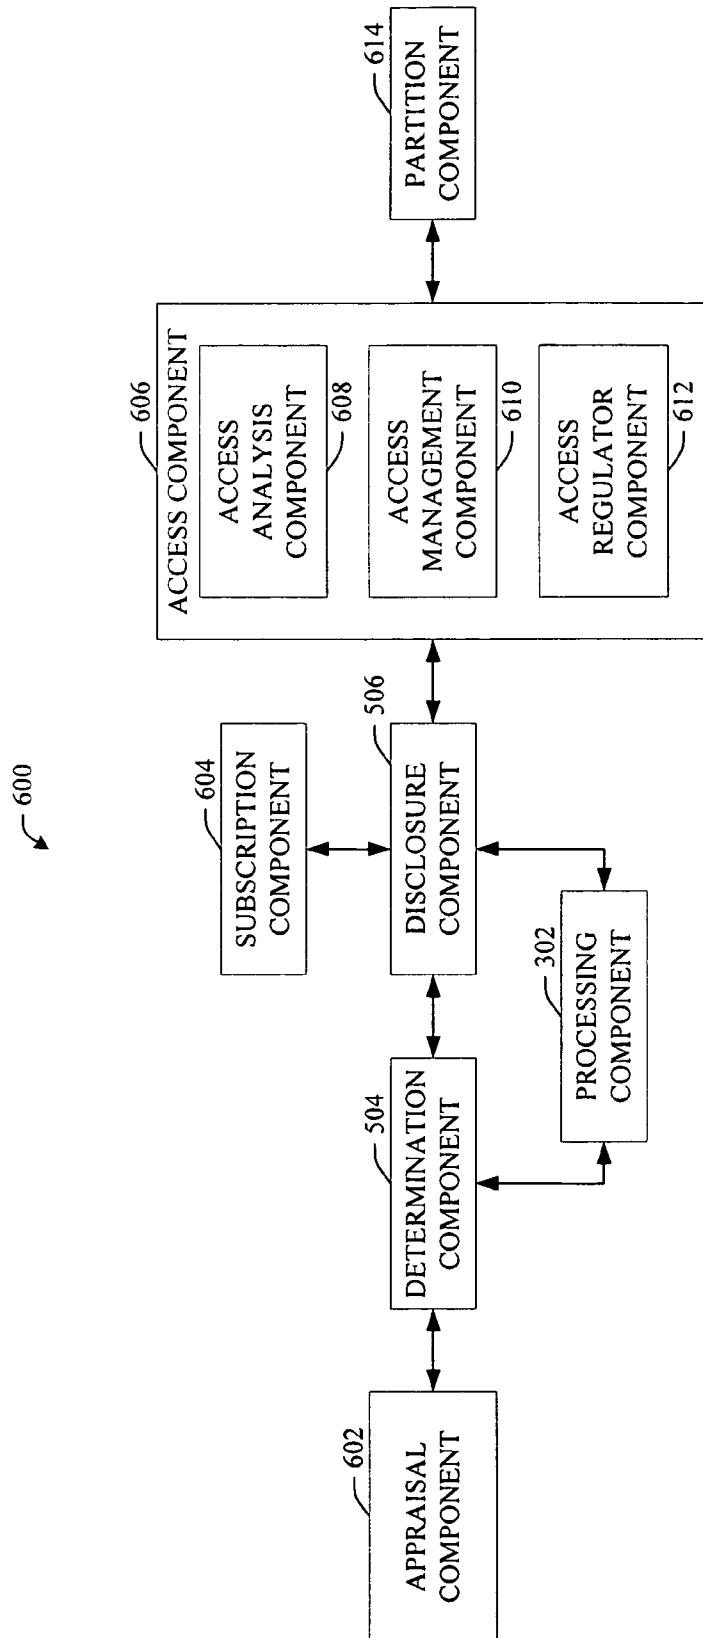 600
602
APPRAISAL
COMPONENT
504
DETERMINATION
COMPONENT
302
PROCESSING
COMPONENT
604
SUBSCRIPTION
COMPONENT
506
DISCLOSURE
COMPONENT
606
ACCESS COMPONENT
ACCESS
ANALYSIS
COMPONENT
608
ACCESS
MANAGEMENT
COMPONENT
610
ACCESS
REGULATOR
COMPONENT
612
614
PARTITION
COMPONENT